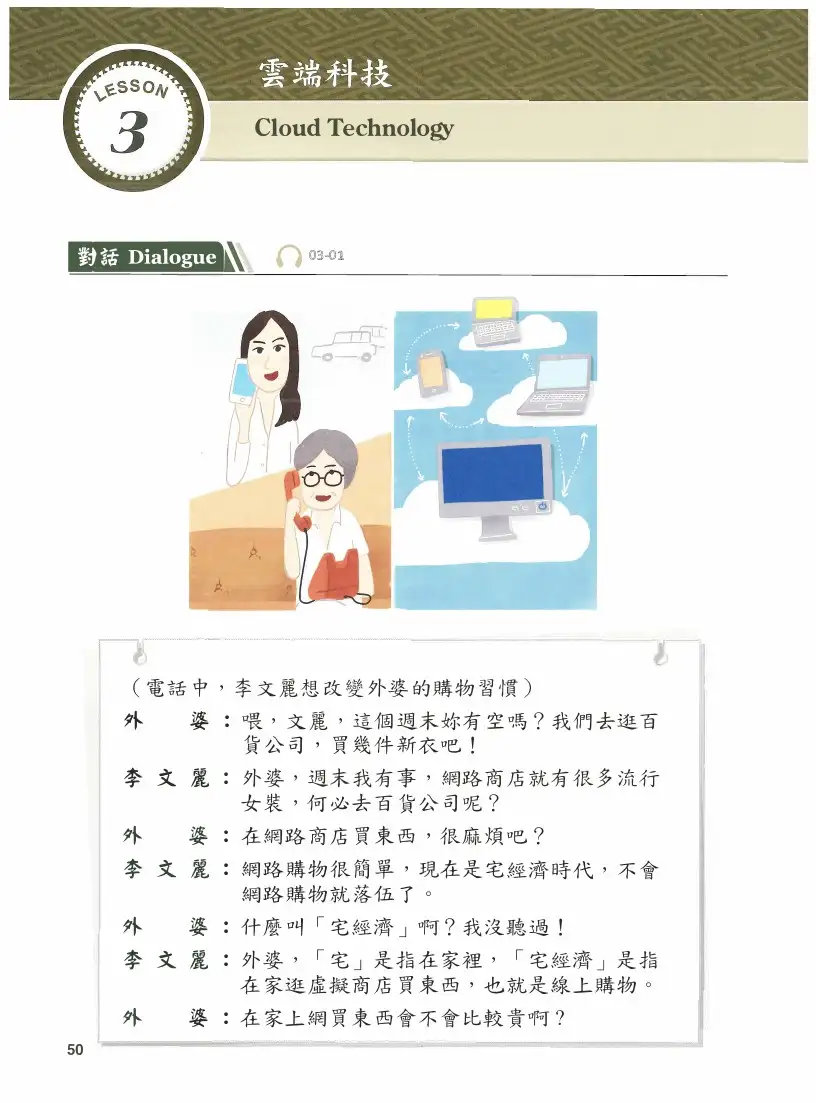 LESSON
3
雲端科技
Cloud Technology
對話 Dialogue
03-01
（電話中，李文麗想改變外婆的購物習慣）
外　　婆：喂，文麗，這個週末妳有空嗎？我們去逛百
貨公司，買幾件新衣吧！
李 文 麗：外婆，週末我有事，網路商店就有很多流行
女裝，何必去百貨公司呢？
外　　婆：在網路商店買東西，很麻煩吧？
李 文 麗：網路購物很簡單，現在是宅經濟時代，不會
網路購物就落伍了。
外　　婆：什麼叫「宅經濟」啊？我沒聽過！
李 文 麗：外婆，「宅」是指在家裡，「宅經濟」是指
在家逛虛擬商店買東西，也就是線上購物。
外　　婆：在家上網買東西會不會比較貴啊？
50